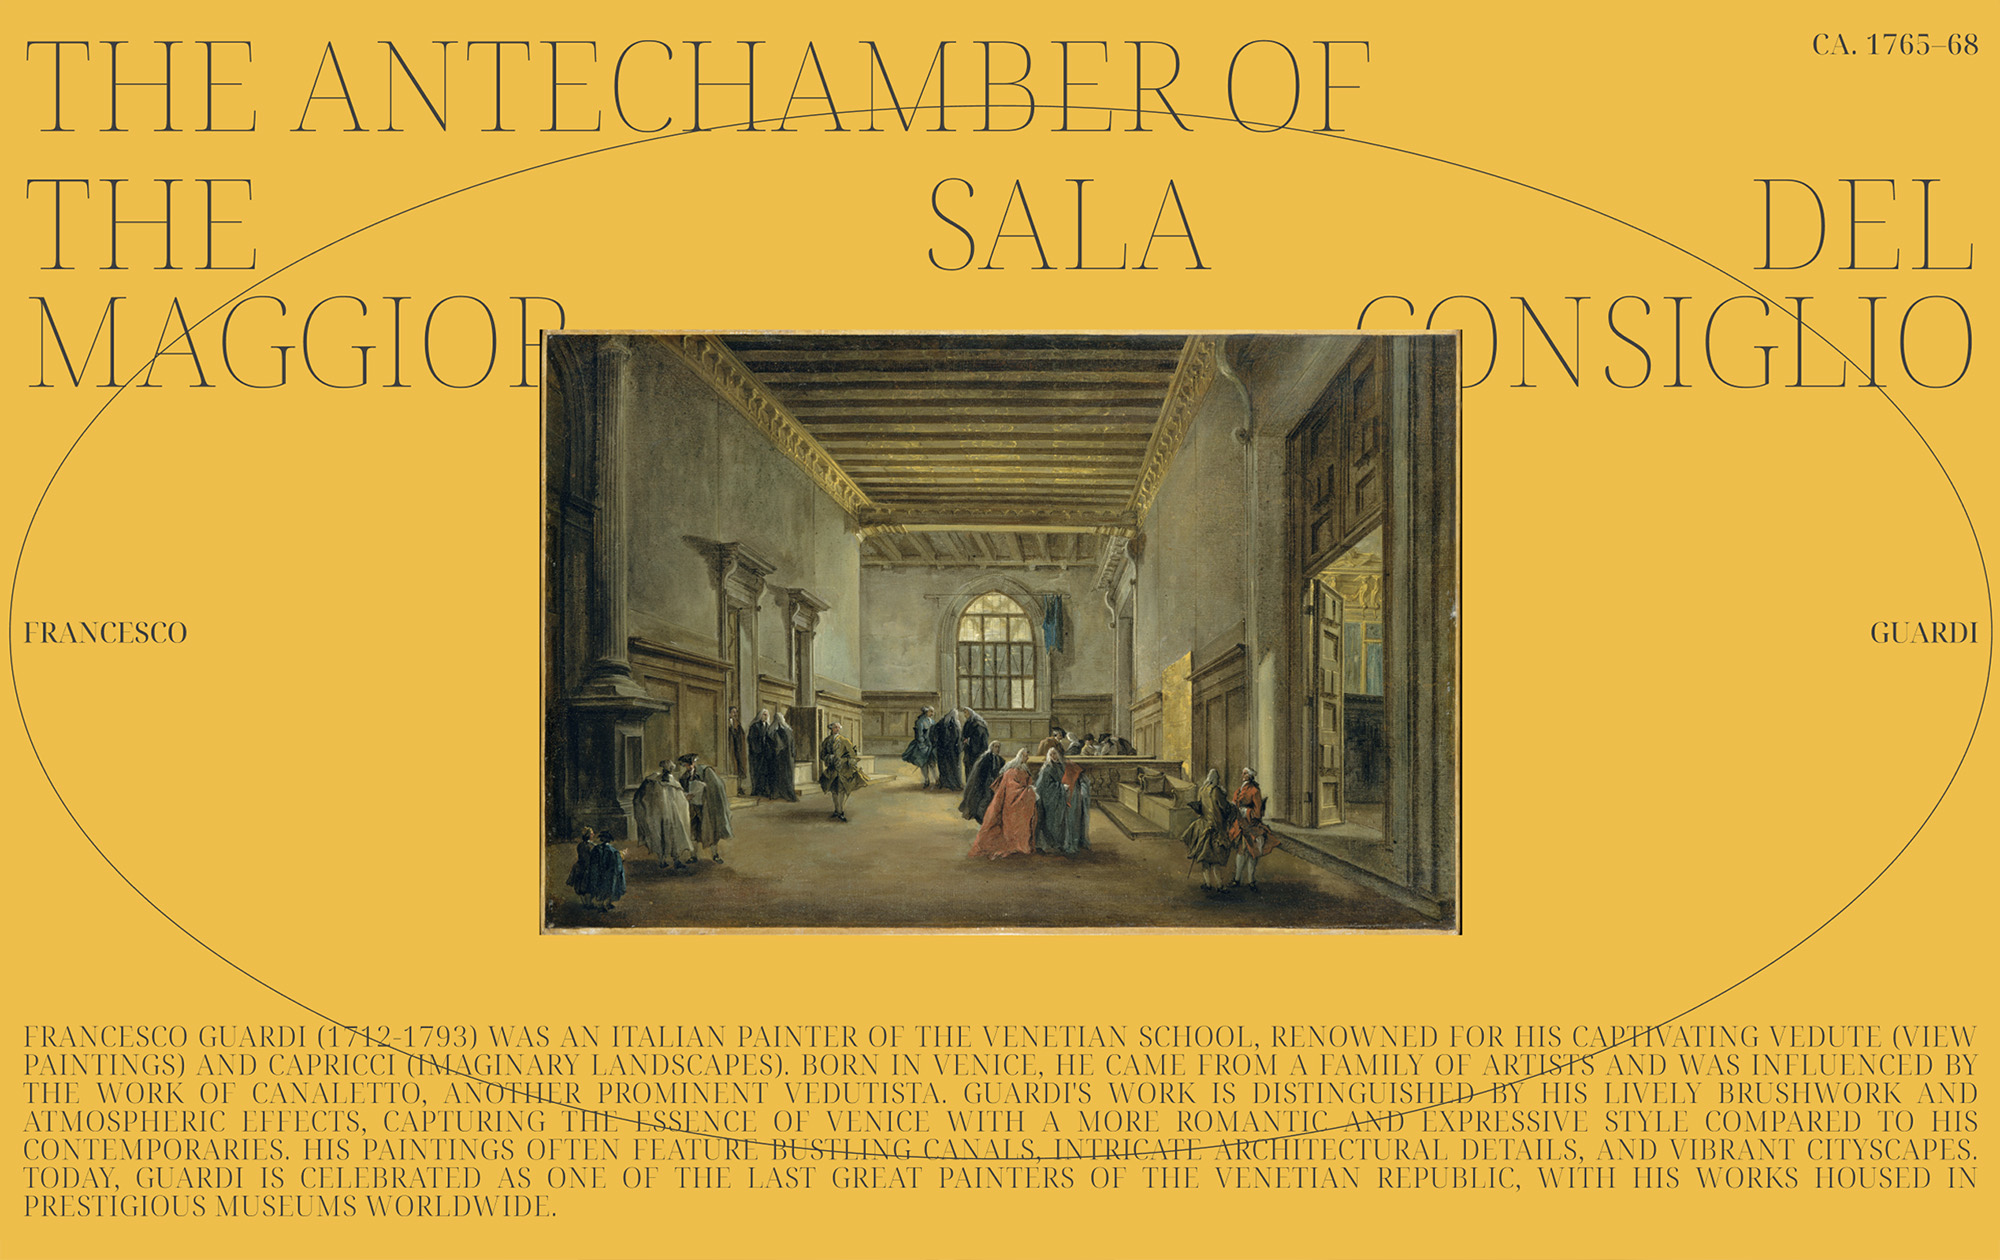 THE ANTECHAMBER OF
CA. 1765–68
THE SALA DEL
MAGGIOR CONSIGLIO
FRANCESCO
GUARDI
FRANCESCO GUARDI (1712-1793) WAS AN ITALIAN PAINTER OF THE VENETIAN SCHOOL, RENOWNED FOR HIS CAPTIVATING VEDUTE (VIEW
PAINTINGS) AND CAPRICCI (IMAGINARY LANDSCAPES). BORN IN VENICE, HE CAME FROM A FAMILY OF ARTISTS AND WAS INFLUENCED BY
THE WORK OF CANALETTO, ANOTHER PROMINENT VEDUTISTA. GUARDI'S WORK IS DISTINGUISHED BY HIS LIVELY BRUSHWORK AND
ATMOSPHERIC EFFECTS, CAPTURING THE ESSENCE OF VENICE WITH A MORE ROMANTIC AND EXPRESSIVE STYLE COMPARED TO HIS
CONTEMPORARIES. HIS PAINTINGS OFTEN FEATURE BUSTLING CANALS, INTRICATE ARCHITECTURAL DETAILS, AND VIBRANT CITYSCAPES.
TODAY, GUARDI IS CELEBRATED AS ONE OF THE LAST GREAT PAINTERS OF THE VENETIAN REPUBLIC, WITH HIS WORKS HOUSED IN
PRESTIGIOUS MUSEUMS WORLDWIDE.